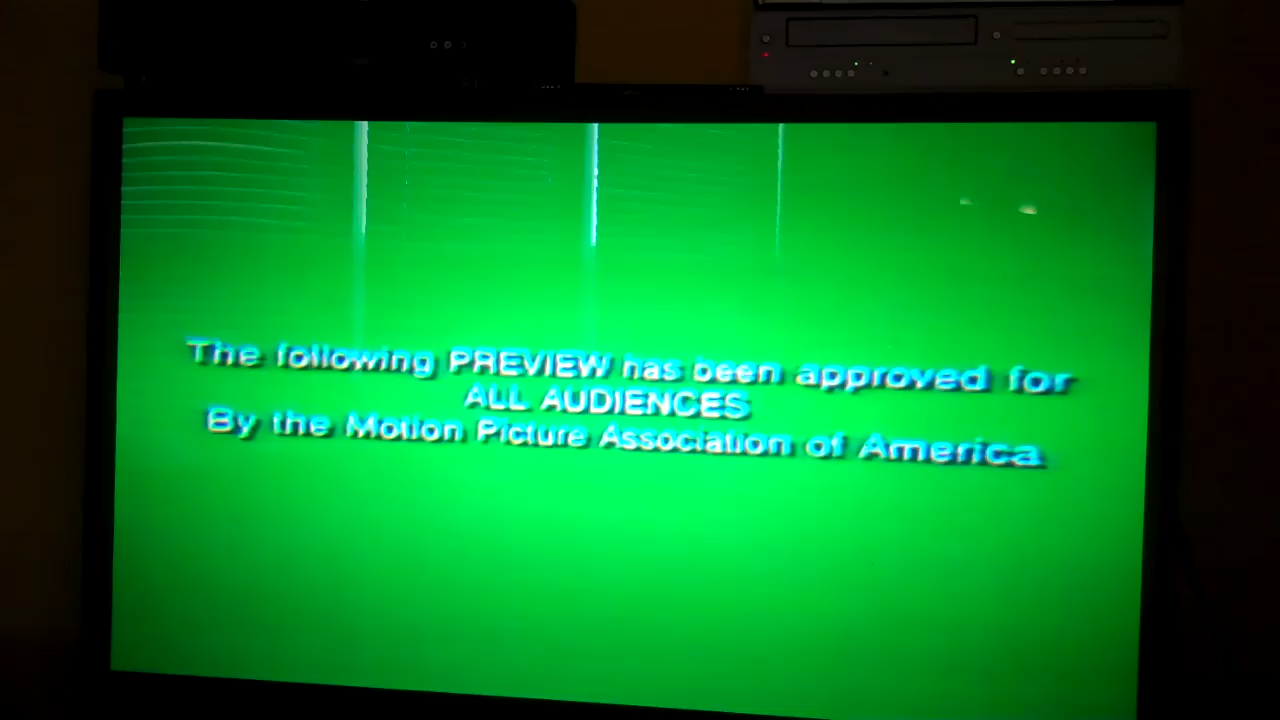 The following PREVIEW has been approved for
ALL AUDIENCES
By the Motion Picture Association of America